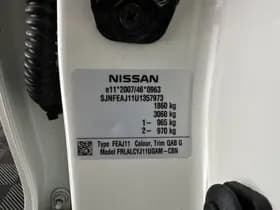 NISSAN
e11*2007/46*0963
SJNFEAJ11U1357973
1860 kg
3060 kg
1- 965 kg
2- 970 kg
Type FEAJ11 Colour, Trim QAB G
Model FRLALCYJ11UGAM-CBN